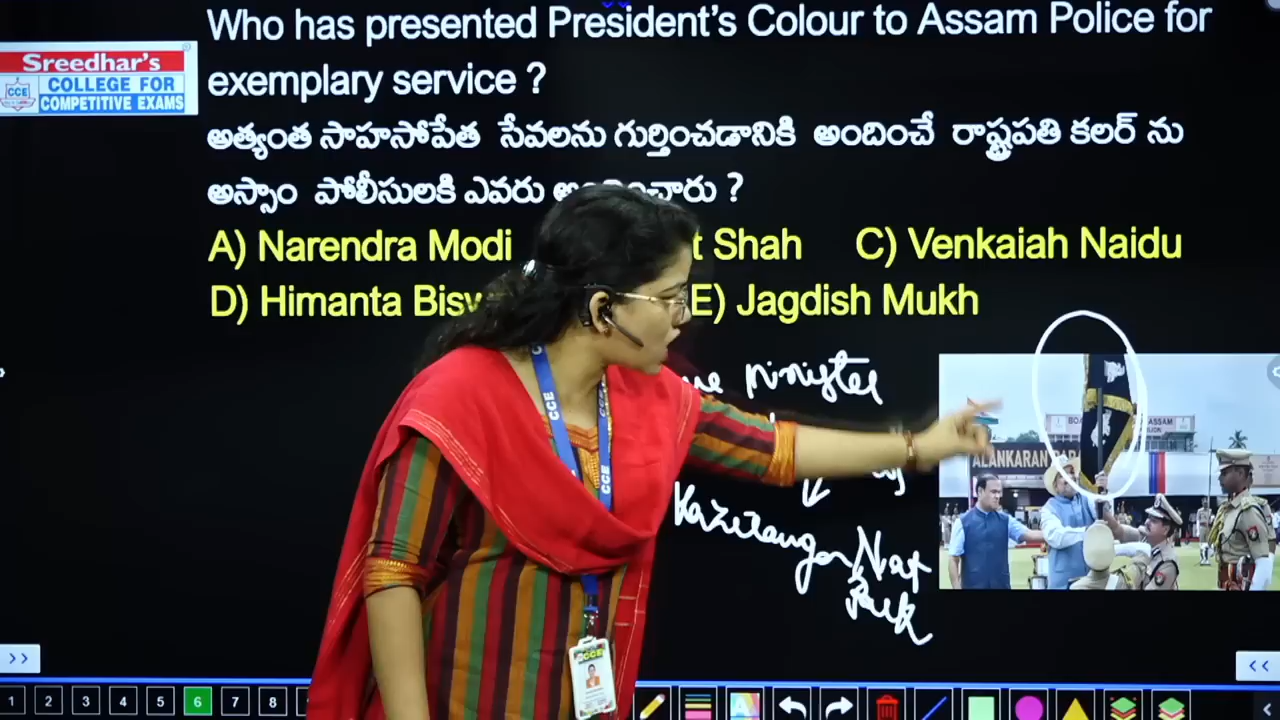 Who has presented President's Colour to Assam Police for
exemplary service ?
Sreedhar's
COLLEGE FOR
CCE
COMPETITIVE EXAMS
అత్యంత సాహసోపేత సేవలను గుర్తించడానికి అందించే రాష్ట్రపతి కలర్ ను
అస్సాం పోలీసులకి ఎవరు ?
A) Narendra Modi Shah C) Venkaiah Naidu
D) Himanta E) Jagdish Mukh
minister
ASSAM
ALANKARAN
Kaziranga Nat
Park
CCE
CCE
CCE
>> <<
1 2 3 4 5 6 7 8